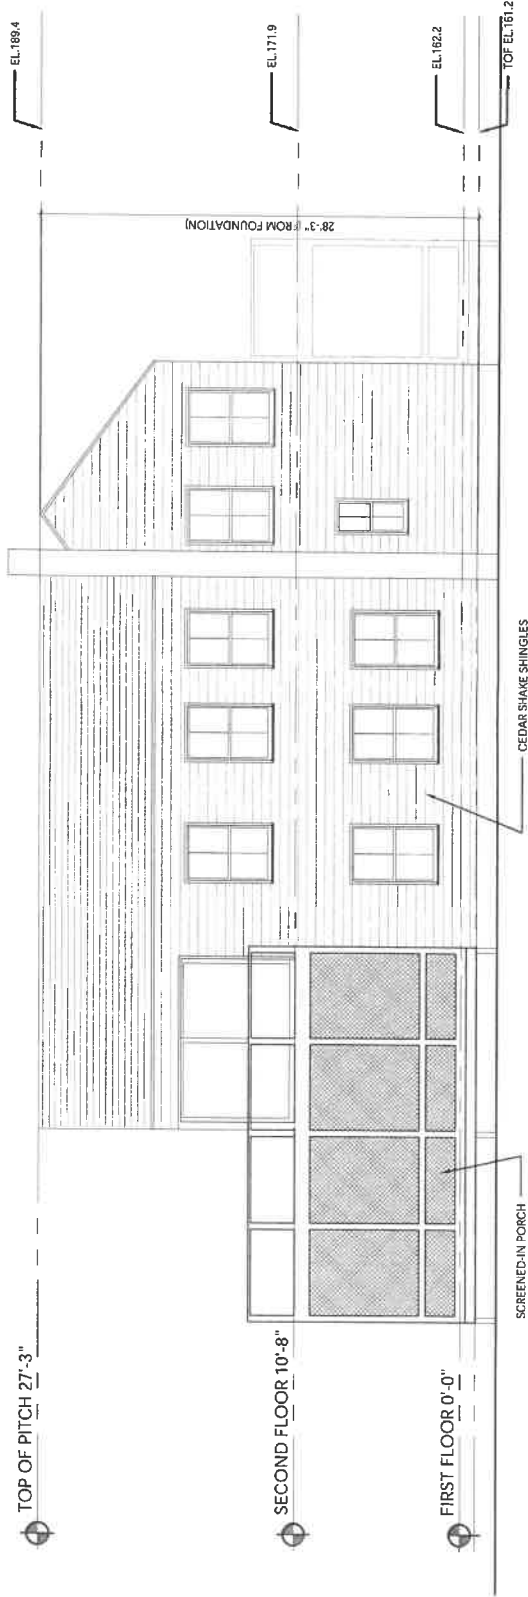 TOP OF PITCH 27'-3"
SECOND FLOOR 10'-8"
FIRST FLOOR 0'-0"
SCREENED-IN PORCH
CEDAR SHAKE SHINGLES
28'-3" (FROM FOUNDATION)
EL.189.4
EL.171.9
EL.162.2
TOF EL.161.2